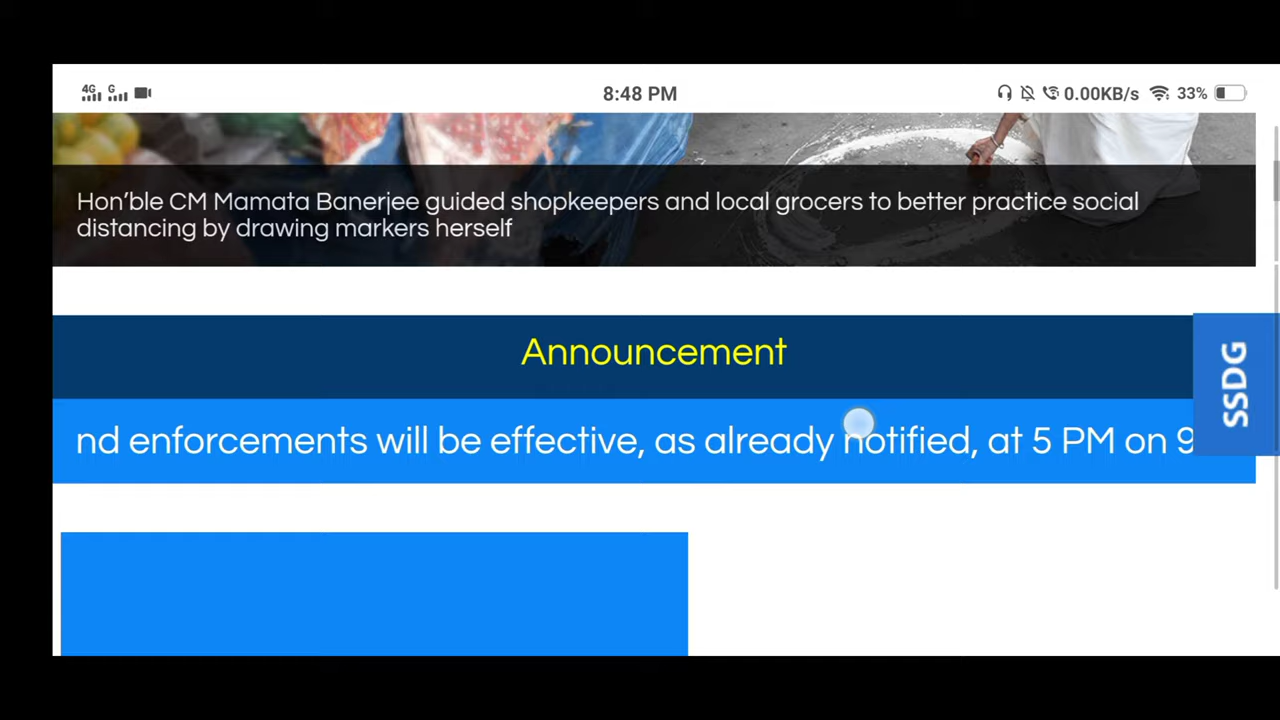 4G G 8:48 PM 0.00KB/s 33%
Hon’ble CM Mamata Banerjee guided shopkeepers and local grocers to better practice social
distancing by drawing markers herself
Announcement
SSDG
nd enforcements will be effective, as already notified, at 5 PM on 9